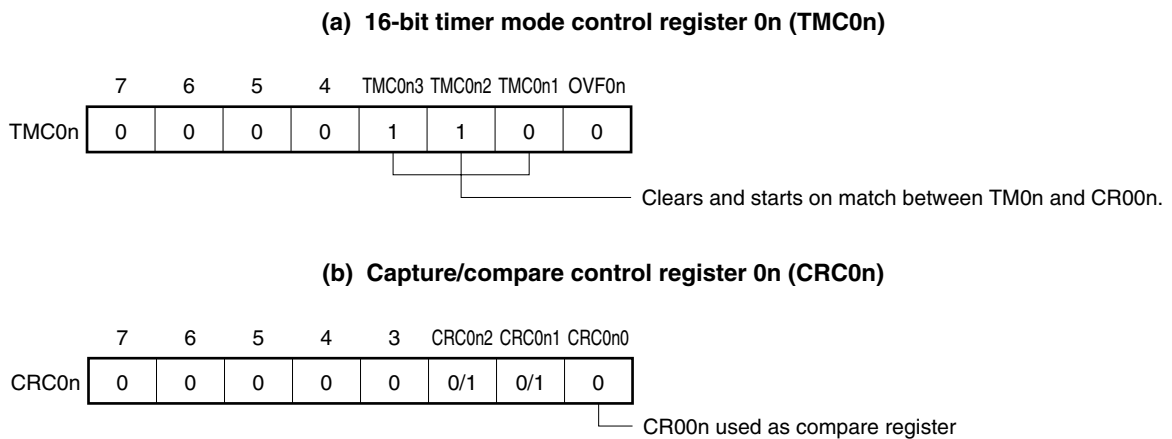 (a) 16-bit timer mode control register 0n (TMC0n)
7 6 5 4 TMC0n3 TMC0n2 TMC0n1 OVF0n
TMC0n 0 0 0 0 1 1 0 0
Clears and starts on match between TM0n and CR00n.
(b) Capture/compare control register 0n (CRC0n)
7 6 5 4 3 CRC0n2 CRC0n1 CRC0n0
CRC0n 0 0 0 0 0 0/1 0/1 0
CR00n used as compare register